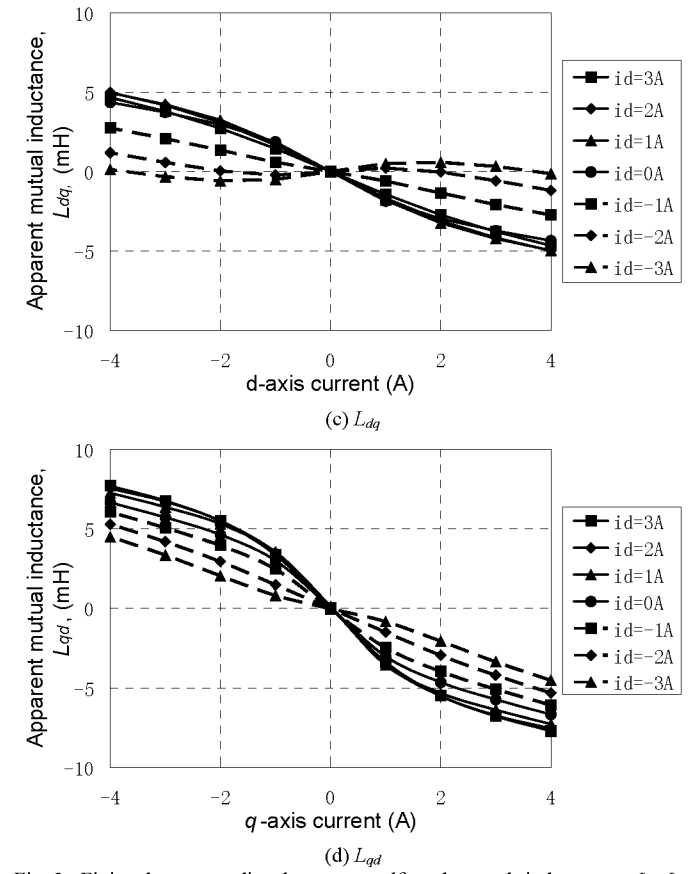 10
5
0
−5
−10
Apparent mutual inductance,
Ldq, (mH)
−4 −2 0 2 4
d-axis current (A)
id=3A
id=2A
id=1A
id=0A
id=-1A
id=-2A
id=-3A
(c) Ldq
10
5
0
−5
−10
Apparent mutual inductance,
Lqd, (mH)
−4 −2 0 2 4
q-axis current (A)
id=3A
id=2A
id=1A
id=0A
id=-1A
id=-2A
id=-3A
(d) Lqd